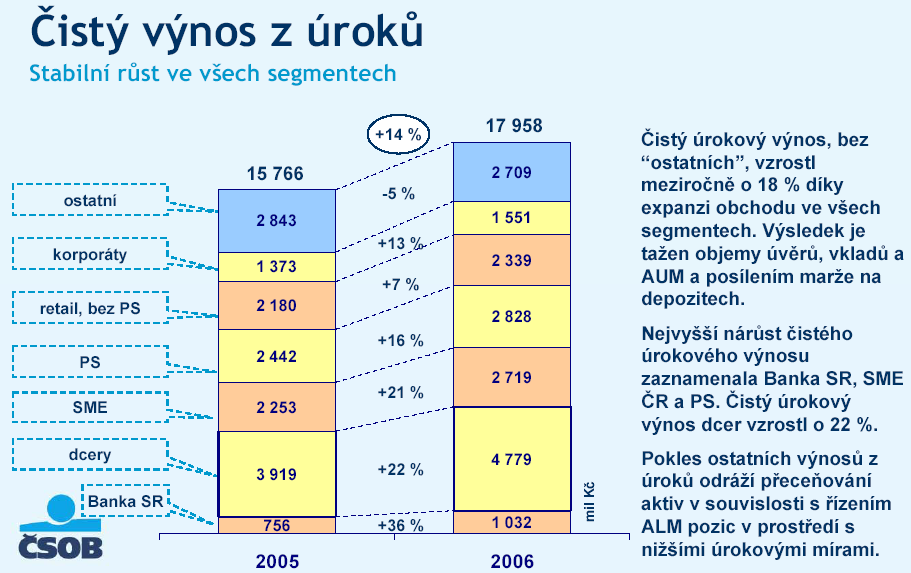 Čistý výnos z úroků
Stabilní růst ve všech segmentech
+14 %
17 958
15 766
ostatní
2 843
-5 %
2 709
korporáty
1 373
+13 %
1 551
retail, bez PS
2 180
+7 %
2 339
PS
2 442
+16 %
2 828
SME
2 253
+21 %
2 719
dcery
3 919
+22 %
4 779
Banka SR
756
+36 %
1 032
mil Kč
2005
2006
ČSOB
Čistý úrokový výnos, bez
“ostatních”, vzrostl
meziročně o 18 % díky
expanzi obchodu ve všech
segmentech. Výsledek je
tažen objemy úvěrů, vkladů a
AUM a posílením marže na
depozitech.
Nejvyšší nárůst čistého
úrokového výnosu
zaznamenala Banka SR, SME
ČR a PS. Čistý úrokový
výnos dcer vzrostl o 22 %.
Pokles ostatních výnosů z
úroků odráží přeceňování
aktiv v souvislosti s řízením
ALM pozic v prostředí s
nižšími úrokovými mírami.